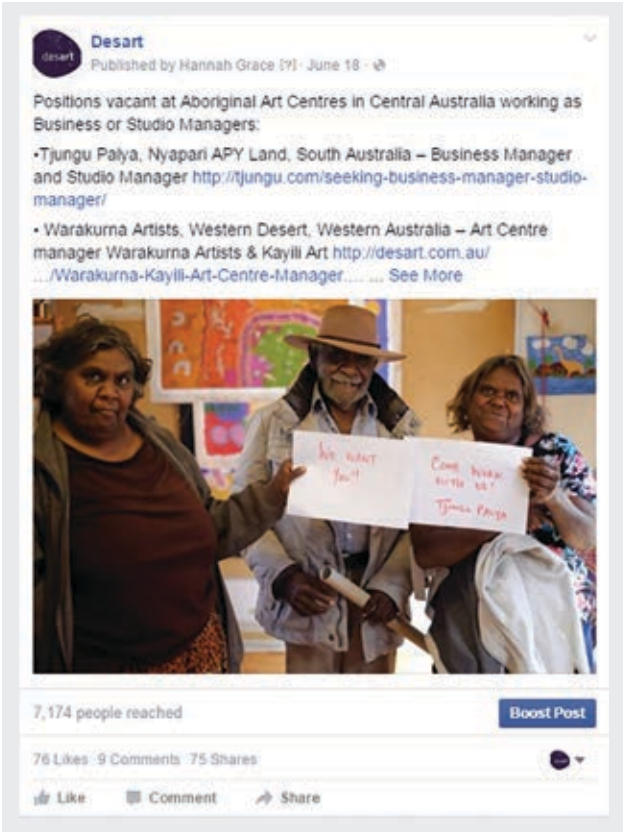 desart
Desart
Published by Hannah Grace [?] · June 18 ·
Positions vacant at Aboriginal Art Centres in Central Australia working as
Business or Studio Managers:
•Tjungu Palya, Nyapari APY Land, South Australia – Business Manager
and Studio Manager http://tjungu.com/seeking-business-manager-studio-
manager/
• Warakurna Artists, Western Desert, Western Australia – Art Centre
manager Warakurna Artists & Kayili Art http://desart.com.au/
.../Warakurna-Kayili-Art-Centre-Manager.... ... See More
WE WANT
YOU!!
COME WORK
WITH US!
Tjungu PALYA
7,174 people reached
Boost Post
76 Likes 9 Comments 75 Shares
Like Comment Share